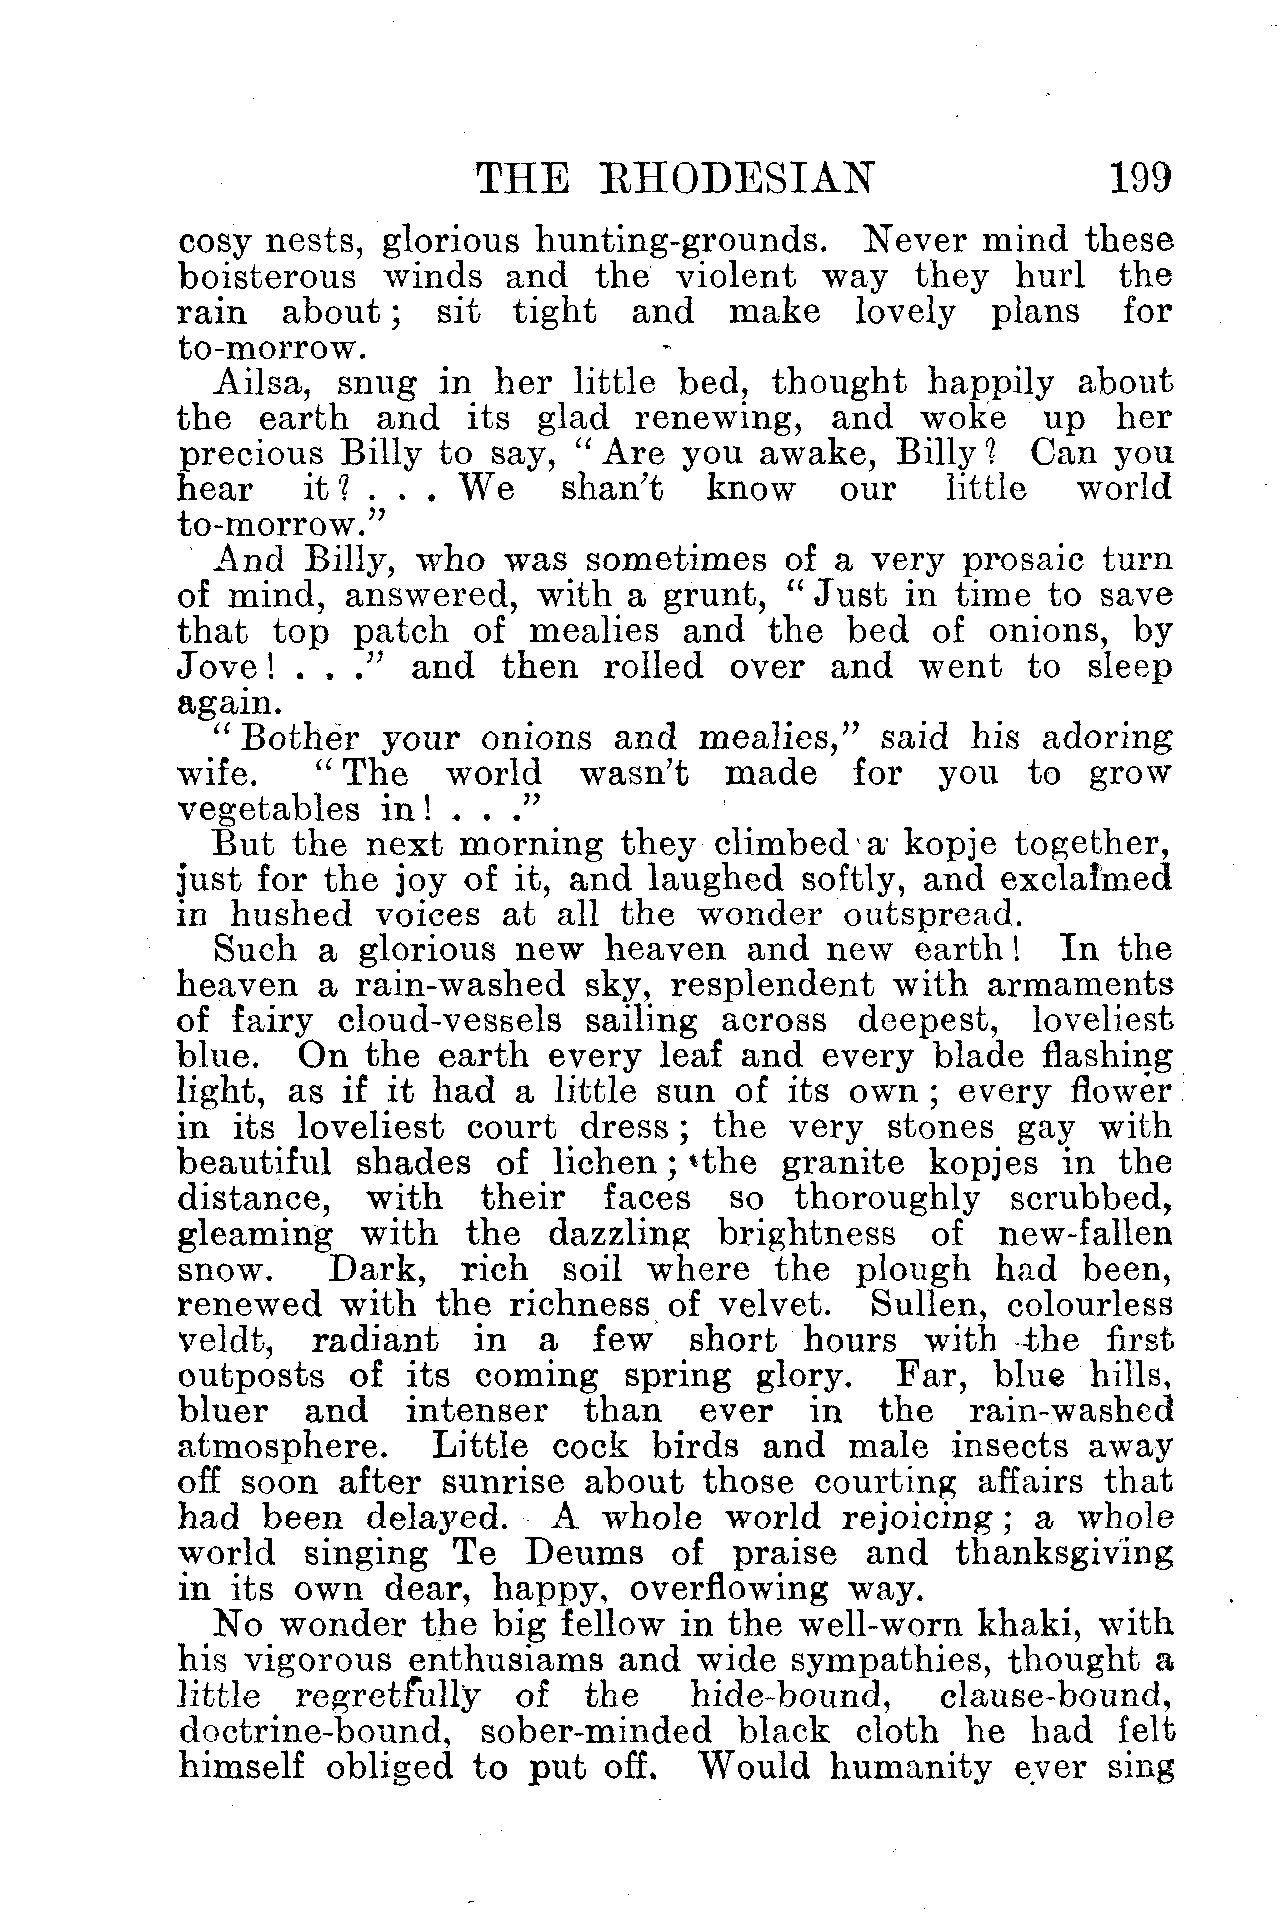 THE RHODESIAN 199
cosy nests, glorious hunting-grounds. Never mind these
boisterous winds and the violent way they hurl the
rain about; sit tight and make lovely plans for
to-morrow.
Ailsa, snug in her little bed, thought happily about
the earth and its glad renewing, and woke up her
precious Billy to say, “Are you awake, Billy? Can you
hear it? . . . We shan't know our little world
to-morrow.”
And Billy, who was sometimes of a very prosaic turn
of mind, answered, with a grunt, “Just in time to save
that top patch of mealies and the bed of onions, by
Jove! . . .” and then rolled over and went to sleep
again.
“Bother your onions and mealies,” said his adoring
wife. “The world wasn't made for you to grow
vegetables in! . . .”
But the next morning they climbed a kopje together,
just for the joy of it, and laughed softly, and exclaimed
in hushed voices at all the wonder outspread.
Such a glorious new heaven and new earth! In the
heaven a rain-washed sky, resplendent with armaments
of fairy cloud-vessels sailing across deepest, loveliest
blue. On the earth every leaf and every blade flashing
light, as if it had a little sun of its own; every flower
in its loveliest court dress; the very stones gay with
beautiful shades of lichen; the granite kopjes in the
distance, with their faces so thoroughly scrubbed,
gleaming with the dazzling brightness of new-fallen
snow. Dark, rich soil where the plough had been,
renewed with the richness of velvet. Sullen, colourless
veldt, radiant in a few short hours with the first
outposts of its coming spring glory. Far, blue hills,
bluer and intenser than ever in the rain-washed
atmosphere. Little cock birds and male insects away
off soon after sunrise about those courting affairs that
had been delayed. A whole world rejoicing; a whole
world singing Te Deums of praise and thanksgiving
in its own dear, happy, overflowing way.
No wonder the big fellow in the well-worn khaki, with
his vigorous enthusiams and wide sympathies, thought a
little regretfully of the hide-bound, clause-bound,
doctrine-bound, sober-minded black cloth he had felt
himself obliged to put off. Would humanity ever sing